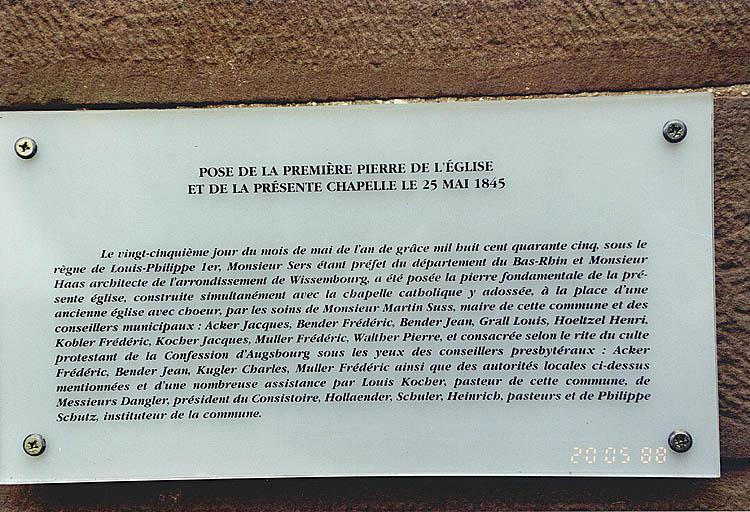 POSE DE LA PREMIÈRE PIERRE DE L'ÉGLISE
ET DE LA PRÉSENTE CHAPELLE LE 25 MAI 1845
Le vingt-cinquième jour du mois de mai de l'an de grâce mil huit cent quarante cinq, sous le
règne de Louis-Philippe 1er, Monsieur Sers étant préfet du département du Bas-Rhin et Monsieur
Haas architecte de l'arrondissement de Wissembourg, a été posée la pierre fondamentale de la pré-
sente église, construite simultanément avec la chapelle catholique y adossée, à la place d'une
ancienne église avec choeur, par les soins de Monsieur Martin Suss, maire de cette commune et des
conseillers municipaux : Acker Jacques, Bender Frédéric, Bender Jean, Grall Louis, Hoeltzel Henri,
Kobler Frédéric, Kocher Jacques, Muller Frédéric, Walther Pierre, et consacrée selon le rite du culte
protestant de la Confession d'Augsbourg sous les yeux des conseillers presbytéraux : Acker
Frédéric, Bender Jean, Kugler Charles, Muller Frédéric ainsi que des autorités locales ci-dessus
mentionnées et d'une nombreuse assistance par Louis Kocher, pasteur de cette commune, de
Messieurs Dangler, président du Consistoire, Hollaender, Schuler, Heinrich, pasteurs et de Philippe
Schutz, instituteur de la commune.
20 05 88